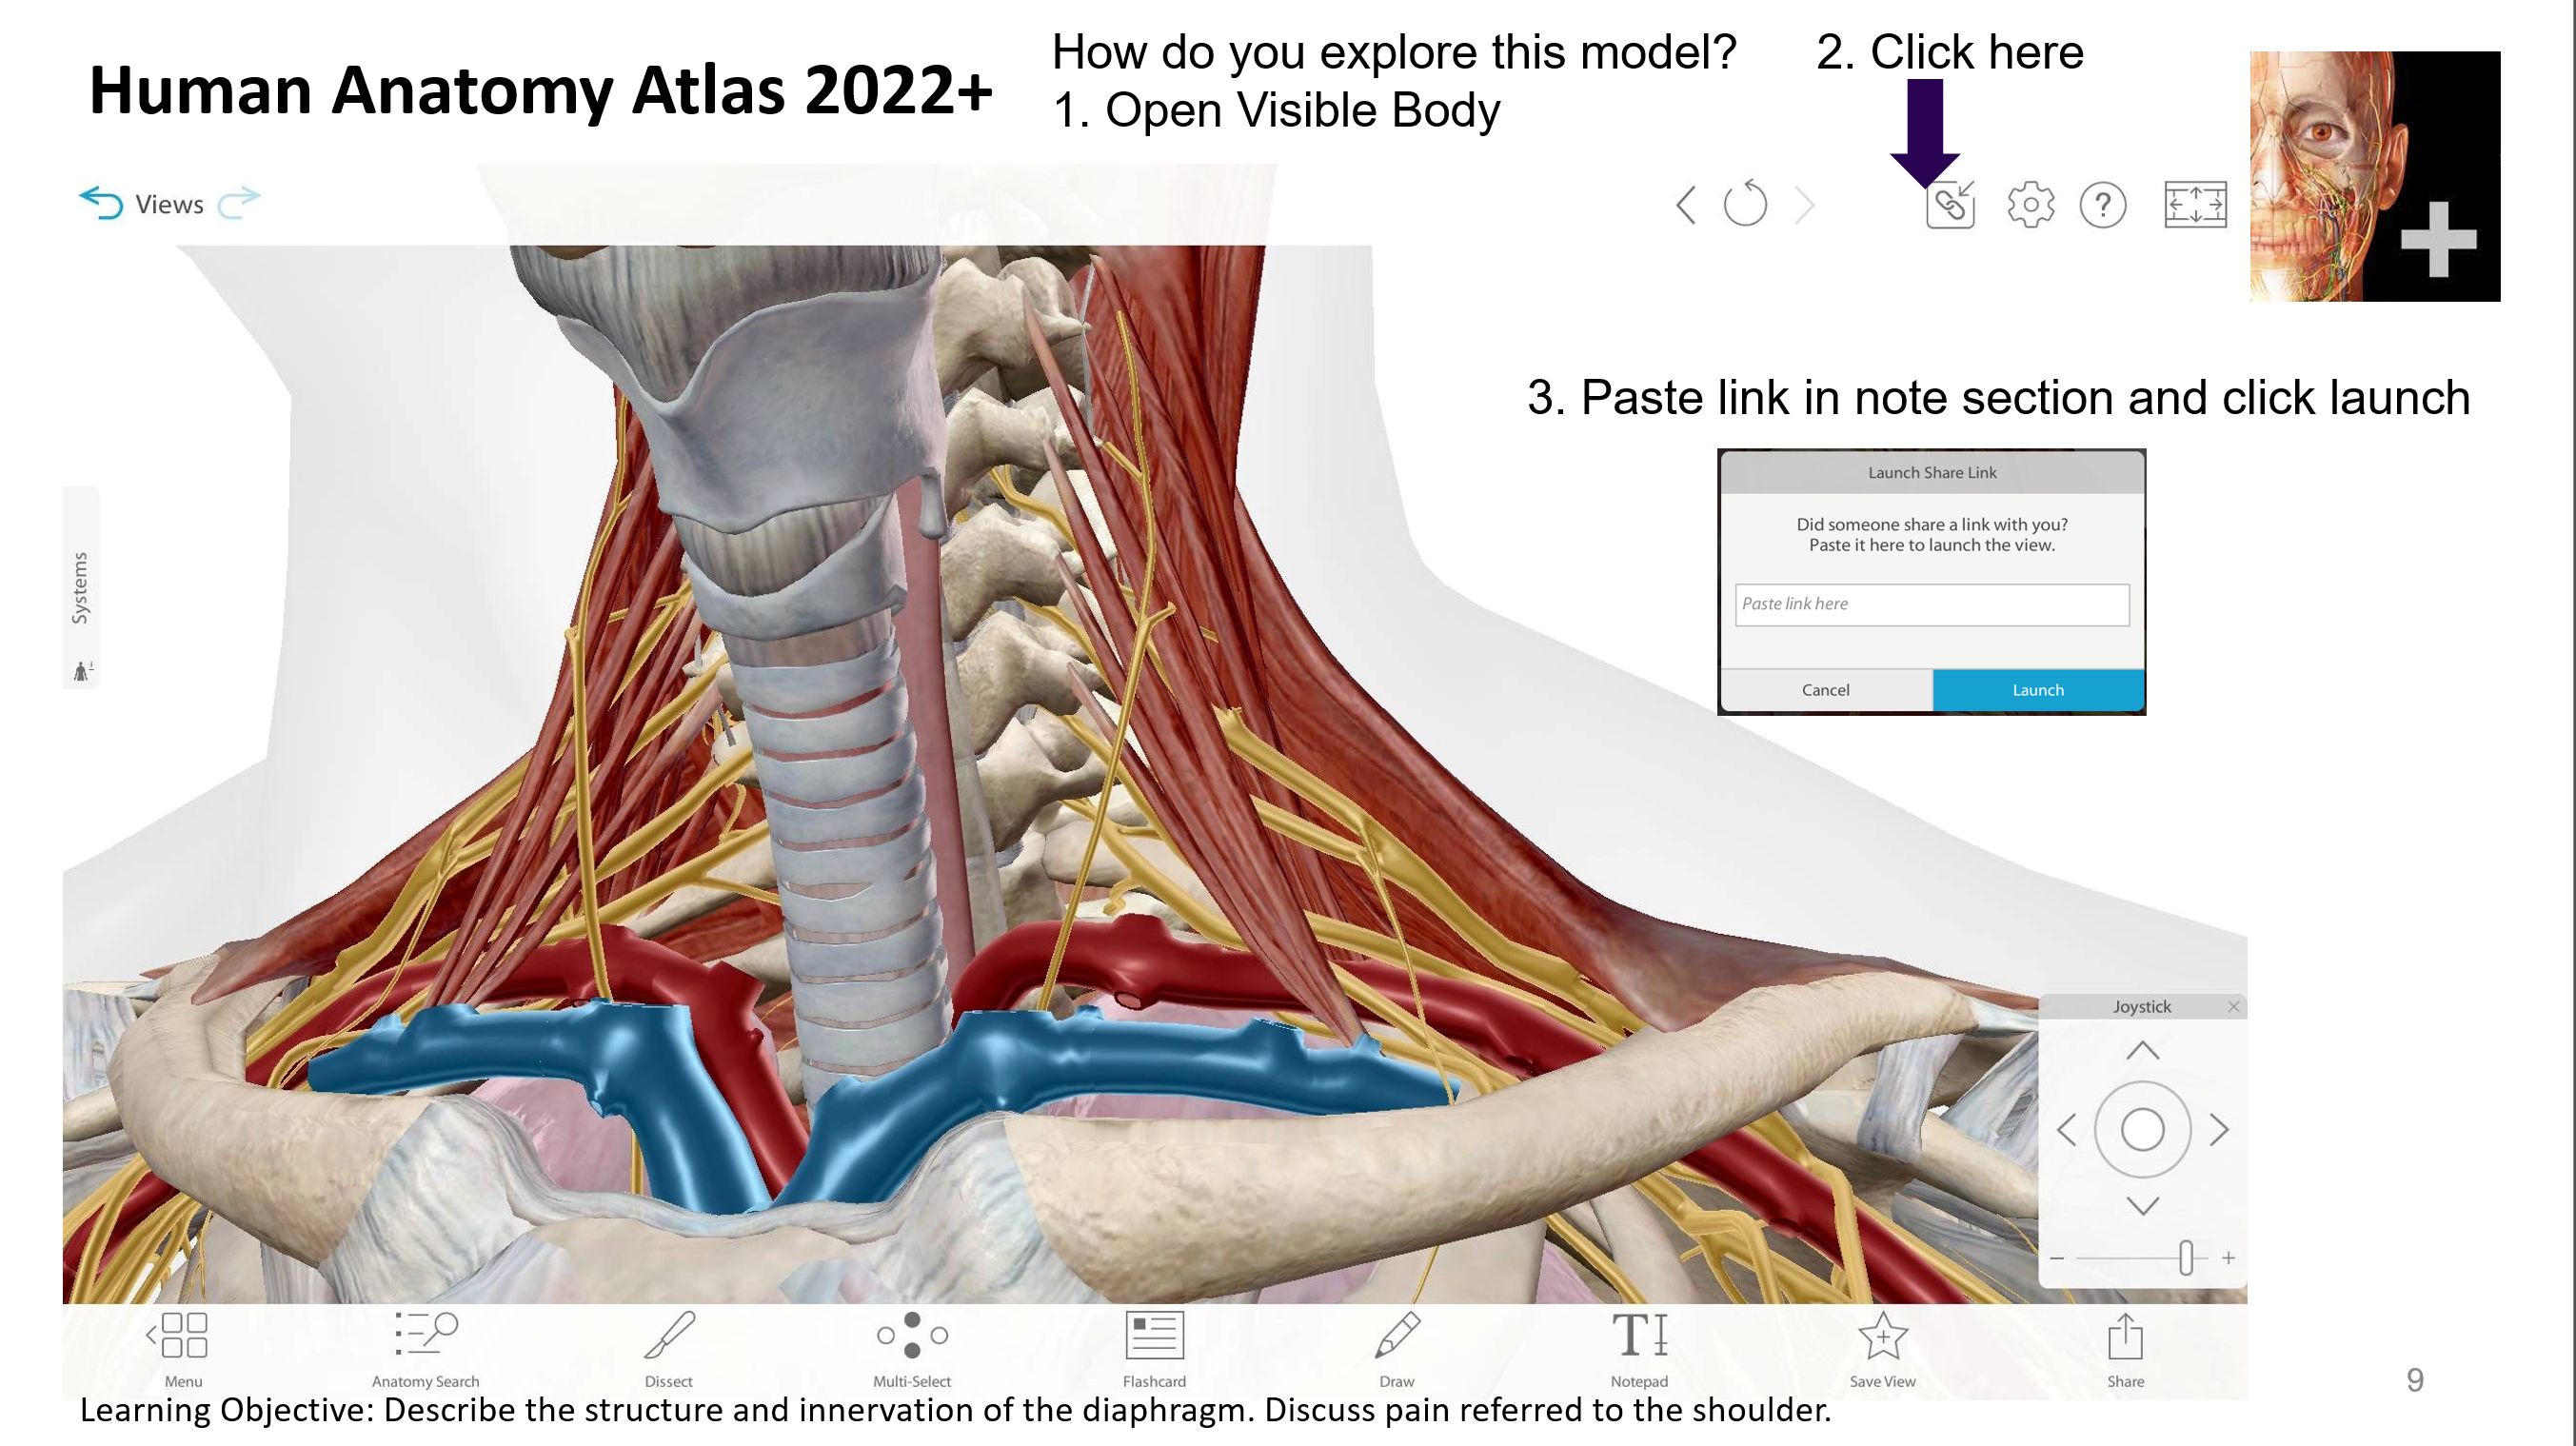 Human Anatomy Atlas 2022+
How do you explore this model?
1. Open Visible Body
2. Click here
Views
?
3. Paste link in note section and click launch
Launch Share Link
Did someone share a link with you?
Paste it here to launch the view.
Paste link here
Cancel
Launch
Systems
Joystick
Menu
Anatomy Search
Dissect
Multi-Select
Flashcard
Draw
Notepad
Save View
Share
9
Learning Objective: Describe the structure and innervation of the diaphragm. Discuss pain referred to the shoulder.